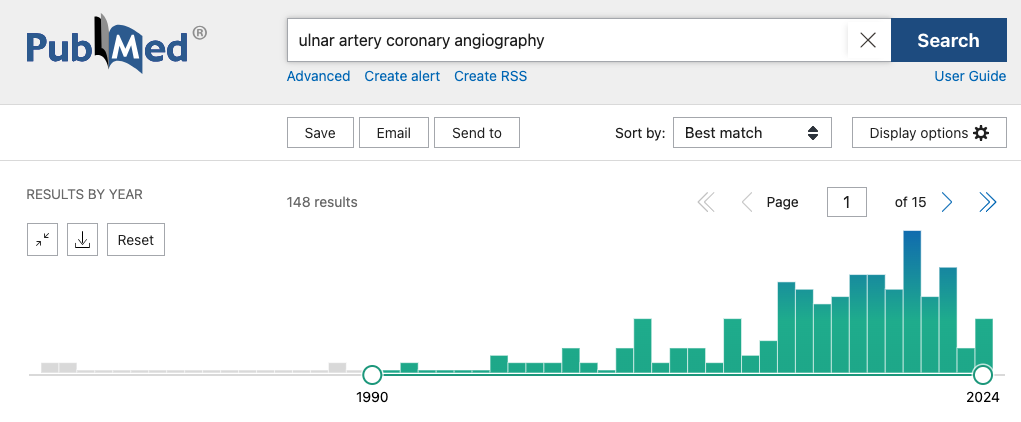 PubMed®
ulnar artery coronary angiography
Search
Advanced Create alert Create RSS
User Guide
Save Email Send to
Sort by: Best match
Display options
RESULTS BY YEAR
148 results
Page 1 of 15
Reset
1990
2024